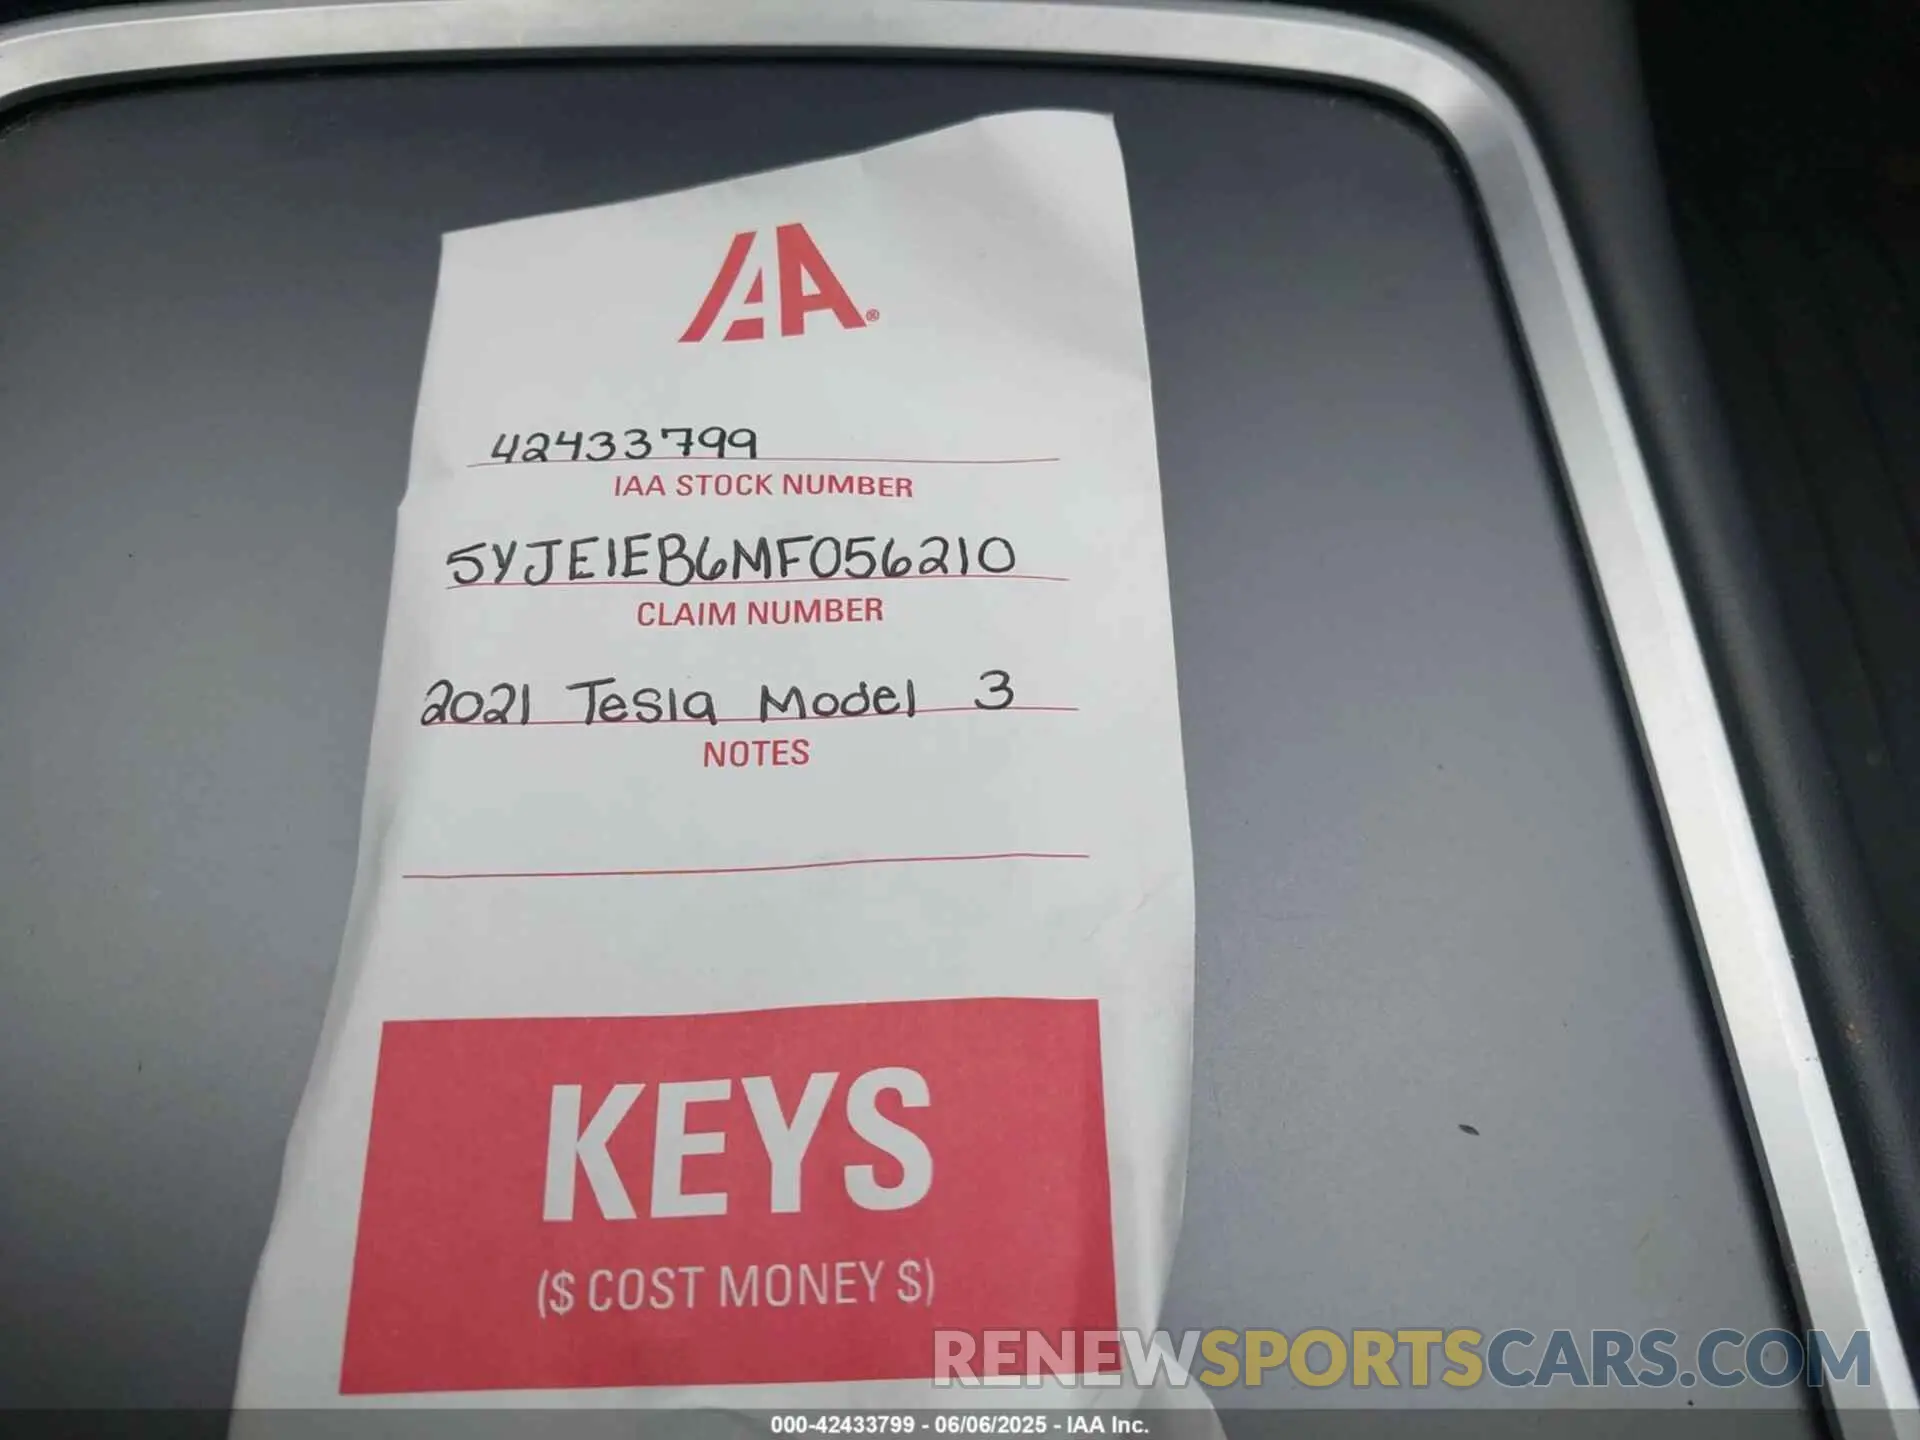 IAA®
42433799
IAA STOCK NUMBER
5YJE1EB6MF056210
CLAIM NUMBER
2021 Tesla Model 3
NOTES
KEYS
($ COST MONEY $)
RENEWSPORTSCARS.COM
000-42433799 - 06/06/2025 - IAA Inc.